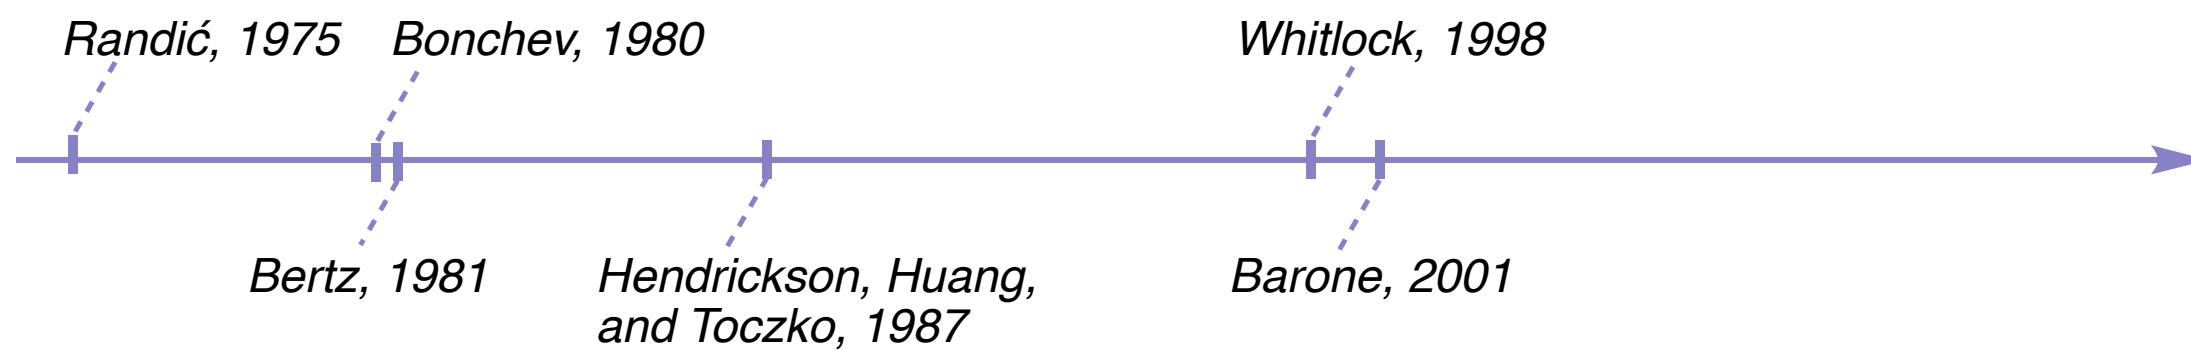 Randić, 1975
Bonchev, 1980
Whitlock, 1998
Bertz, 1981
Hendrickson, Huang,
and Toczko, 1987
Barone, 2001